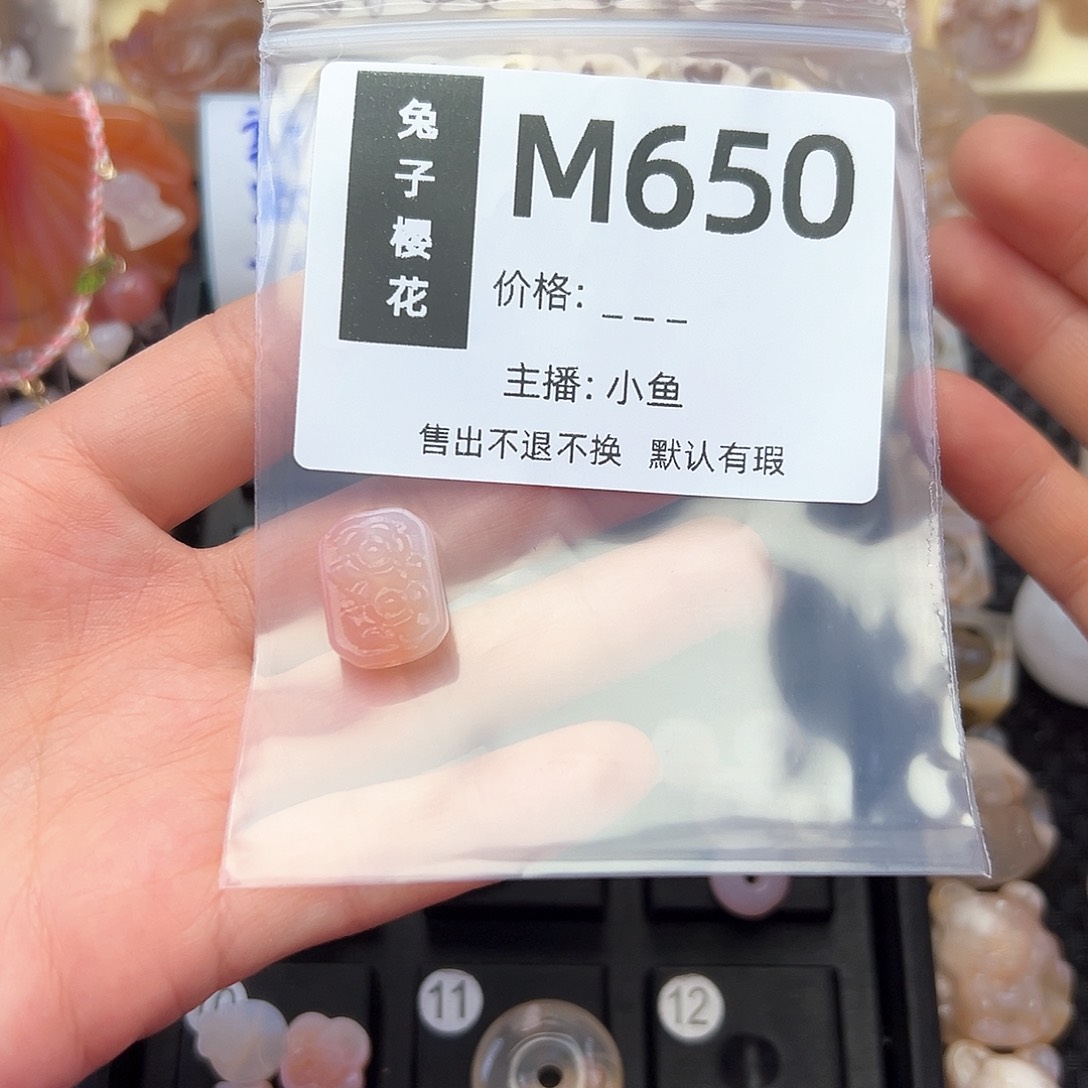 兔子樱花
M650
价格: _ _ _
主播: 小鱼
售出不退不换 默认有瑕
11
12